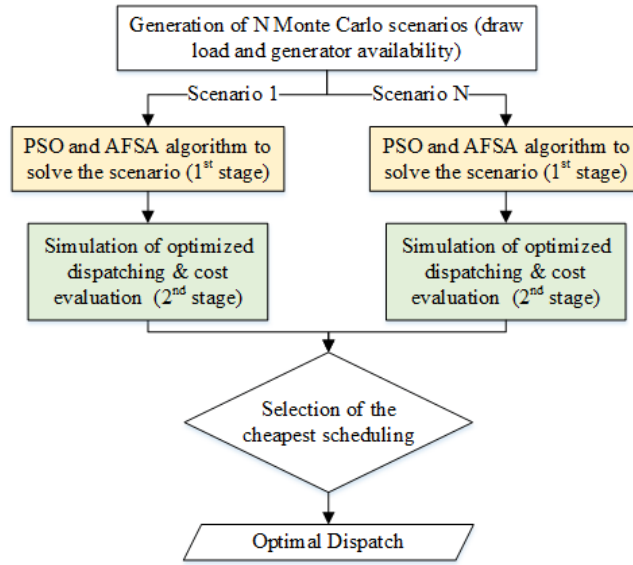 Generation of N Monte Carlo scenarios (draw
load and generator availability)
Scenario 1
Scenario N
PSO and AFSA algorithm to
solve the scenario (1st stage)
PSO and AFSA algorithm to
solve the scenario (1st stage)
Simulation of optimized
dispatching & cost
evaluation (2nd stage)
Simulation of optimized
dispatching & cost
evaluation (2nd stage)
Selection of the
cheapest scheduling
Optimal Dispatch